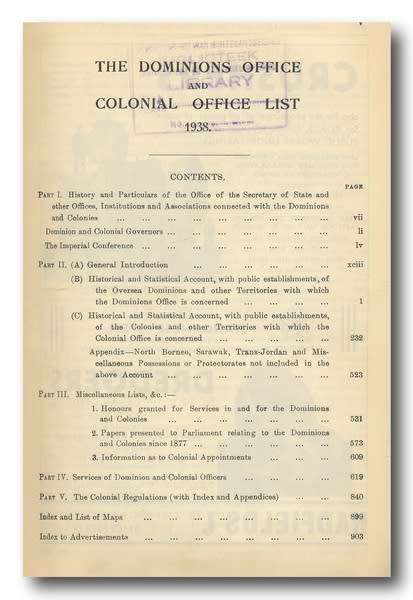 THE DOMINIONS OFFICE
AND
COLONIAL OFFICE LIST
1938.
LIBRARY
CONTENTS.
PAGE
PART I. History and Particulars of the Office of the Secretary of State and
other Offices, Institutions and Associations connected with the Dominions
and Colonies ... ... ... ... ... ... ... ... vii
Dominion and Colonial Governors ... ... ... ... ... ... ... li
The Imperial Conference ... ... ... ... ... ... ... ... lv
PART II. (A) General Introduction ... ... ... ... ... ... xciii
(B) Historical and Statistical Account, with public establishments, of
the Oversea Dominions and other Territories with which
the Dominions Office is concerned ... ... ... ... ... 1
(C) Historical and Statistical Account, with public establishments,
of the Colonies and other Territories with which the
Colonial Office is concerned ... ... ... ... ... 232
Appendix—North Borneo, Sarawak, Trans-Jordan and Mis-
cellaneous Possessions or Protectorates not included in the
above Account ... ... ... ... ... ... ... 523
PART III. Miscellaneous Lists, &c.:—
1. Honours granted for Services in and for the Dominions
and Colonies ... ... ... ... ... ... ... 531
2. Papers presented to Parliament relating to the Dominions
and Colonies since 1877 ... ... ... ... ... ... 573
3. Information as to Colonial Appointments ... ... ... 609
PART IV. Services of Dominion and Colonial Officers ... ... ... 619
PART V. The Colonial Regulations (with Index and Appendices) ... ... 840
Index and List of Maps ... ... ... ... ... ... ... ... 899
Index to Advertisements ... ... ... ... ... ... ... ... 903